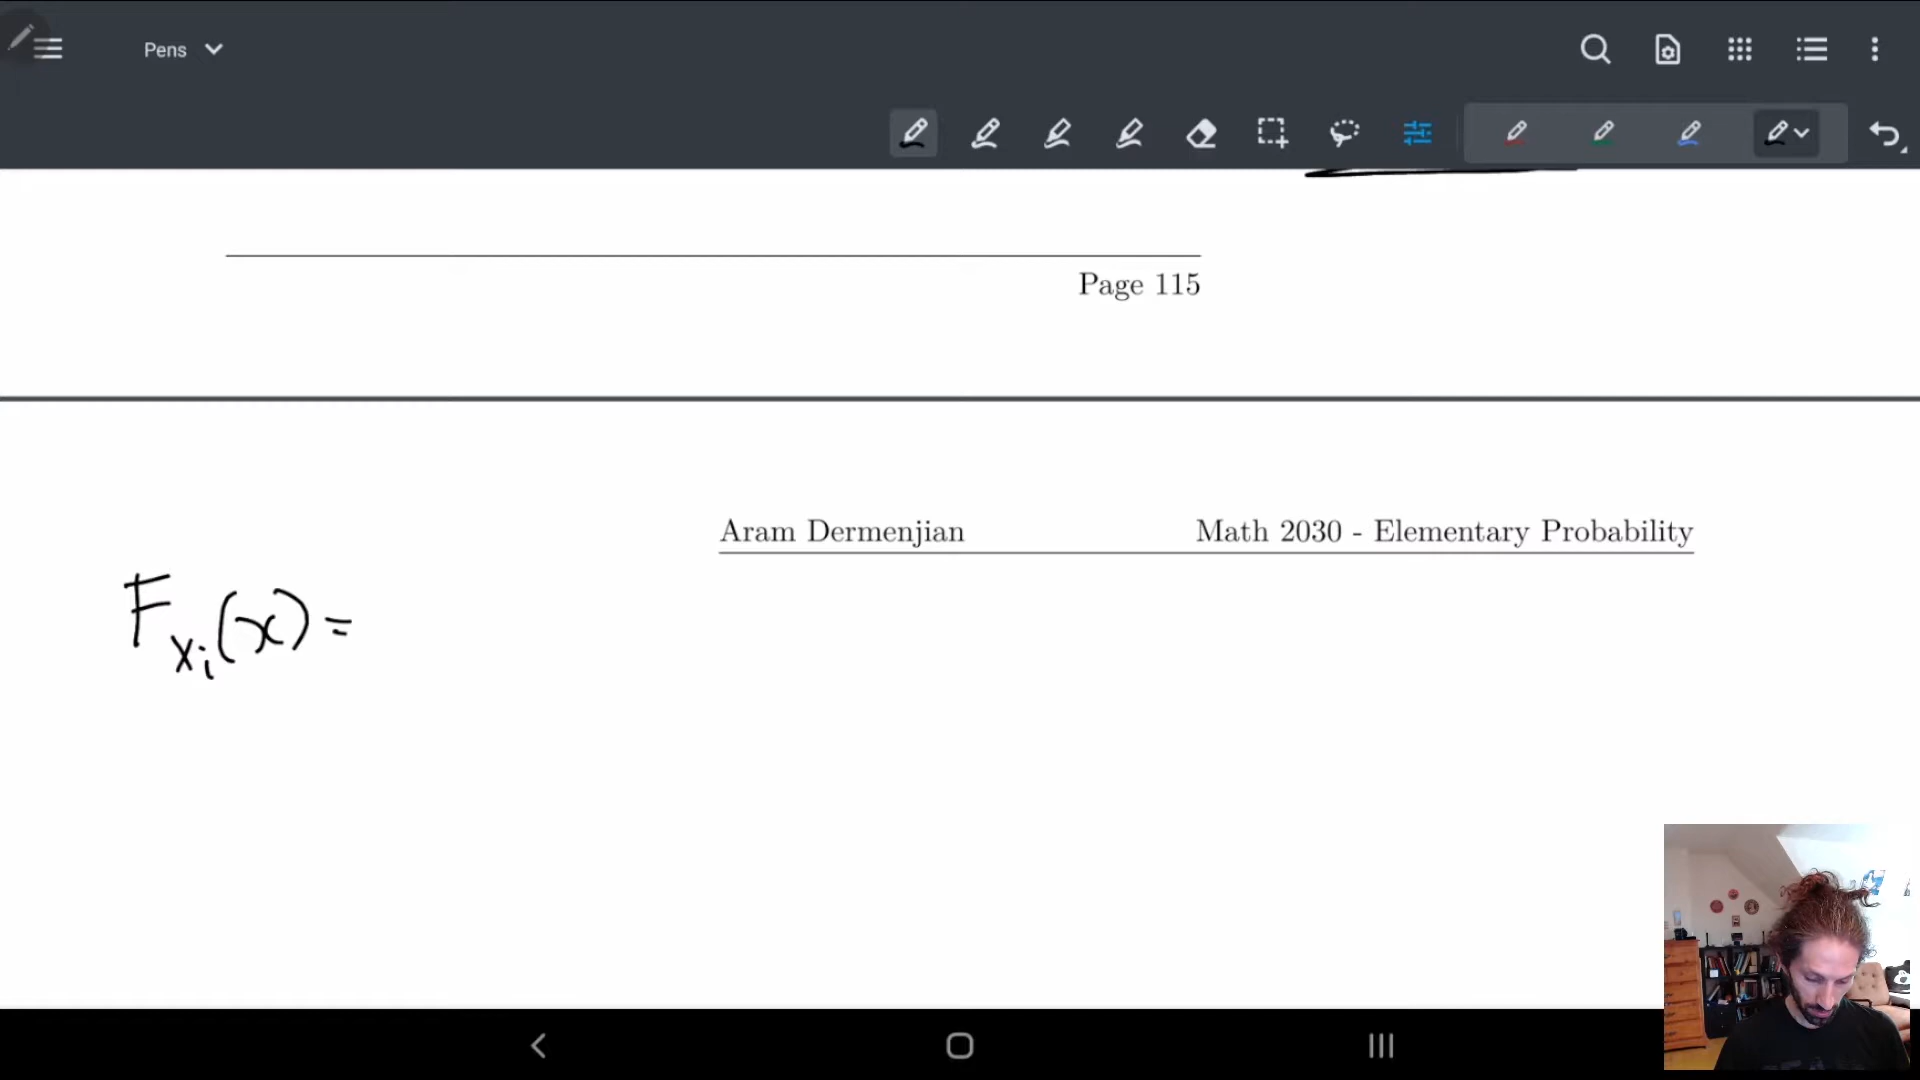 Pens
Page 115
Aram Dermenjian Math 2030 - Elementary Probability
F_{X_i}(x) =